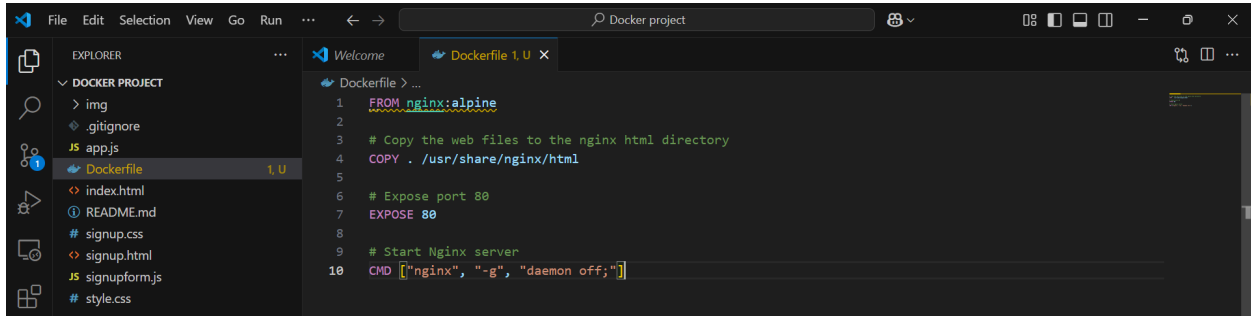 File Edit Selection View Go Run ··· Docker project
EXPLORER ···
DOCKER PROJECT
img
.gitignore
JS app.js
Dockerfile 1, U
<> index.html
README.md
# signup.css
<> signup.html
JS signupform.js
# style.css
1
Welcome
Dockerfile 1, U
Dockerfile > ...
1 FROM nginx:alpine
2
3 # Copy the web files to the nginx html directory
4 COPY . /usr/share/nginx/html
5
6 # Expose port 80
7 EXPOSE 80
8
9 # Start Nginx server
10 CMD ["nginx", "-g", "daemon off;"]